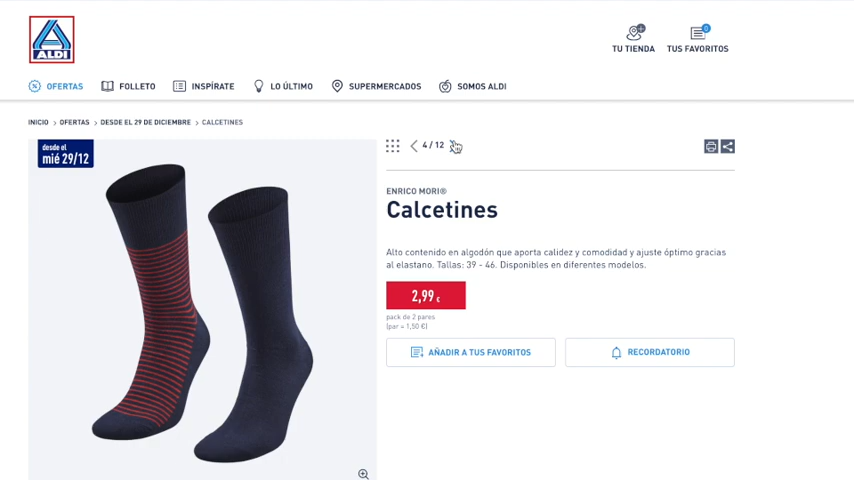 ALDI
TU TIENDA
0
TUS FAVORITOS
OFERTAS
FOLLETO
INSPÍRATE
LO ÚLTIMO
SUPERMERCADOS
SOMOS ALDI
INICIO > OFERTAS > DESDE EL 29 DE DICIEMBRE > CALCETINES
desde el
mié 29/12
4 / 12
ENRICO MORI®
Calcetines
Alto contenido en algodón que aporta calidez y comodidad y ajuste óptimo gracias
al elastano. Tallas: 39 - 46. Disponibles en diferentes modelos.
2,99 €
pack de 2 pares
(par = 1,50 €)
AÑADIR A TUS FAVORITOS
RECORDATORIO